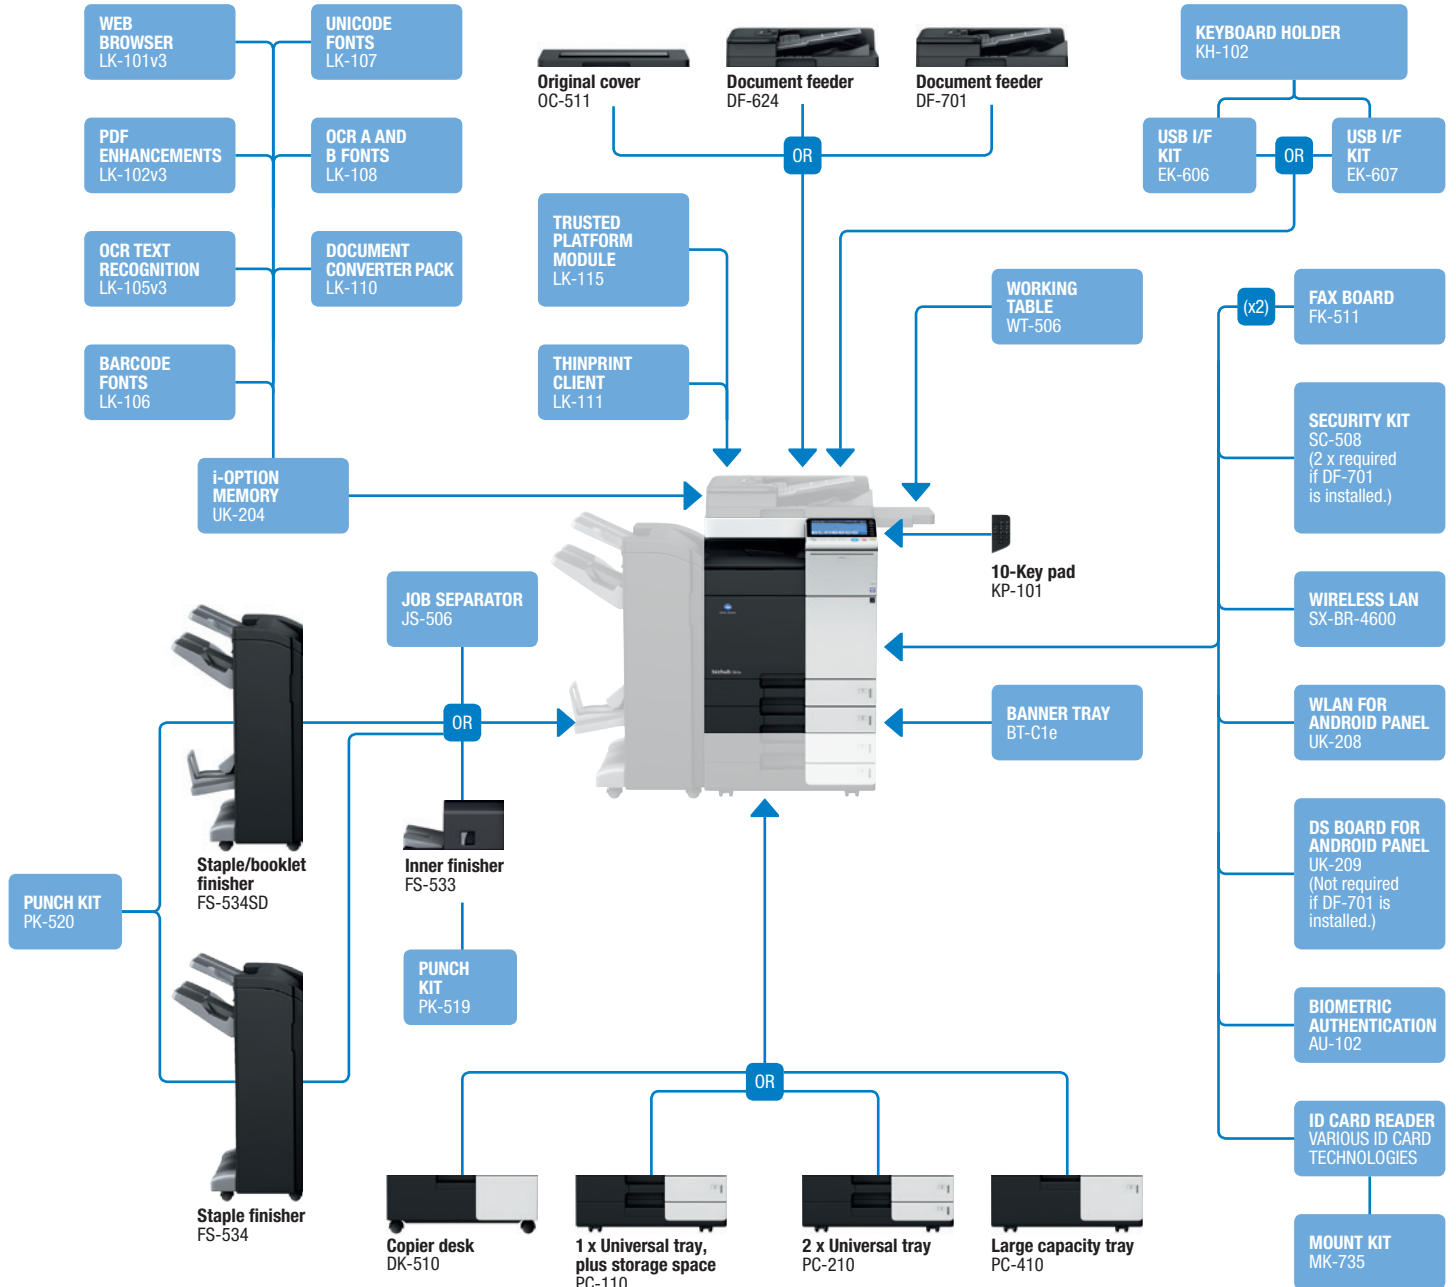 WEB
BROWSER
LK-101v3
UNICODE
FONTS
LK-107
PDF
ENHANCEMENTS
LK-102v3
OCR A AND
B FONTS
LK-108
OCR TEXT
RECOGNITION
LK-105v3
DOCUMENT
CONVERTER PACK
LK-110
BARCODE
FONTS
LK-106
i-OPTION
MEMORY
UK-204
Original cover
OC-511
Document feeder
DF-624
Document feeder
DF-701
OR
KEYBOARD HOLDER
KH-102
USB I/F
KIT
EK-606
OR
USB I/F
KIT
EK-607
TRUSTED
PLATFORM
MODULE
LK-115
THINPRINT
CLIENT
LK-111
WORKING
TABLE
WT-506
(x2)
FAX BOARD
FK-511
SECURITY KIT
SC-508
(2 x required
if DF-701
is installed.)
10-Key pad
KP-101
WIRELESS LAN
SX-BR-4600
BANNER TRAY
BT-C1e
WLAN FOR
ANDROID PANEL
UK-208
DS BOARD FOR
ANDROID PANEL
UK-209
(Not required
if DF-701 is
installed.)
BIOMETRIC
AUTHENTICATION
AU-102
ID CARD READER
VARIOUS ID CARD
TECHNOLOGIES
MOUNT KIT
MK-735
JOB SEPARATOR
JS-506
OR
Staple/booklet
finisher
FS-534SD
Inner finisher
FS-533
PUNCH KIT
PK-520
PUNCH
KIT
PK-519
Staple finisher
FS-534
OR
Copier desk
DK-510
1 x Universal tray,
plus storage space
PC-110
2 x Universal tray
PC-210
Large capacity tray
PC-410